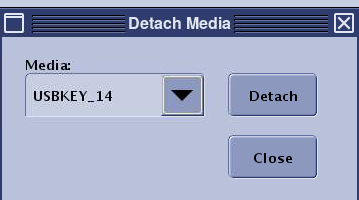 Detach Media
Media:
USBKEY_14
Detach
Close